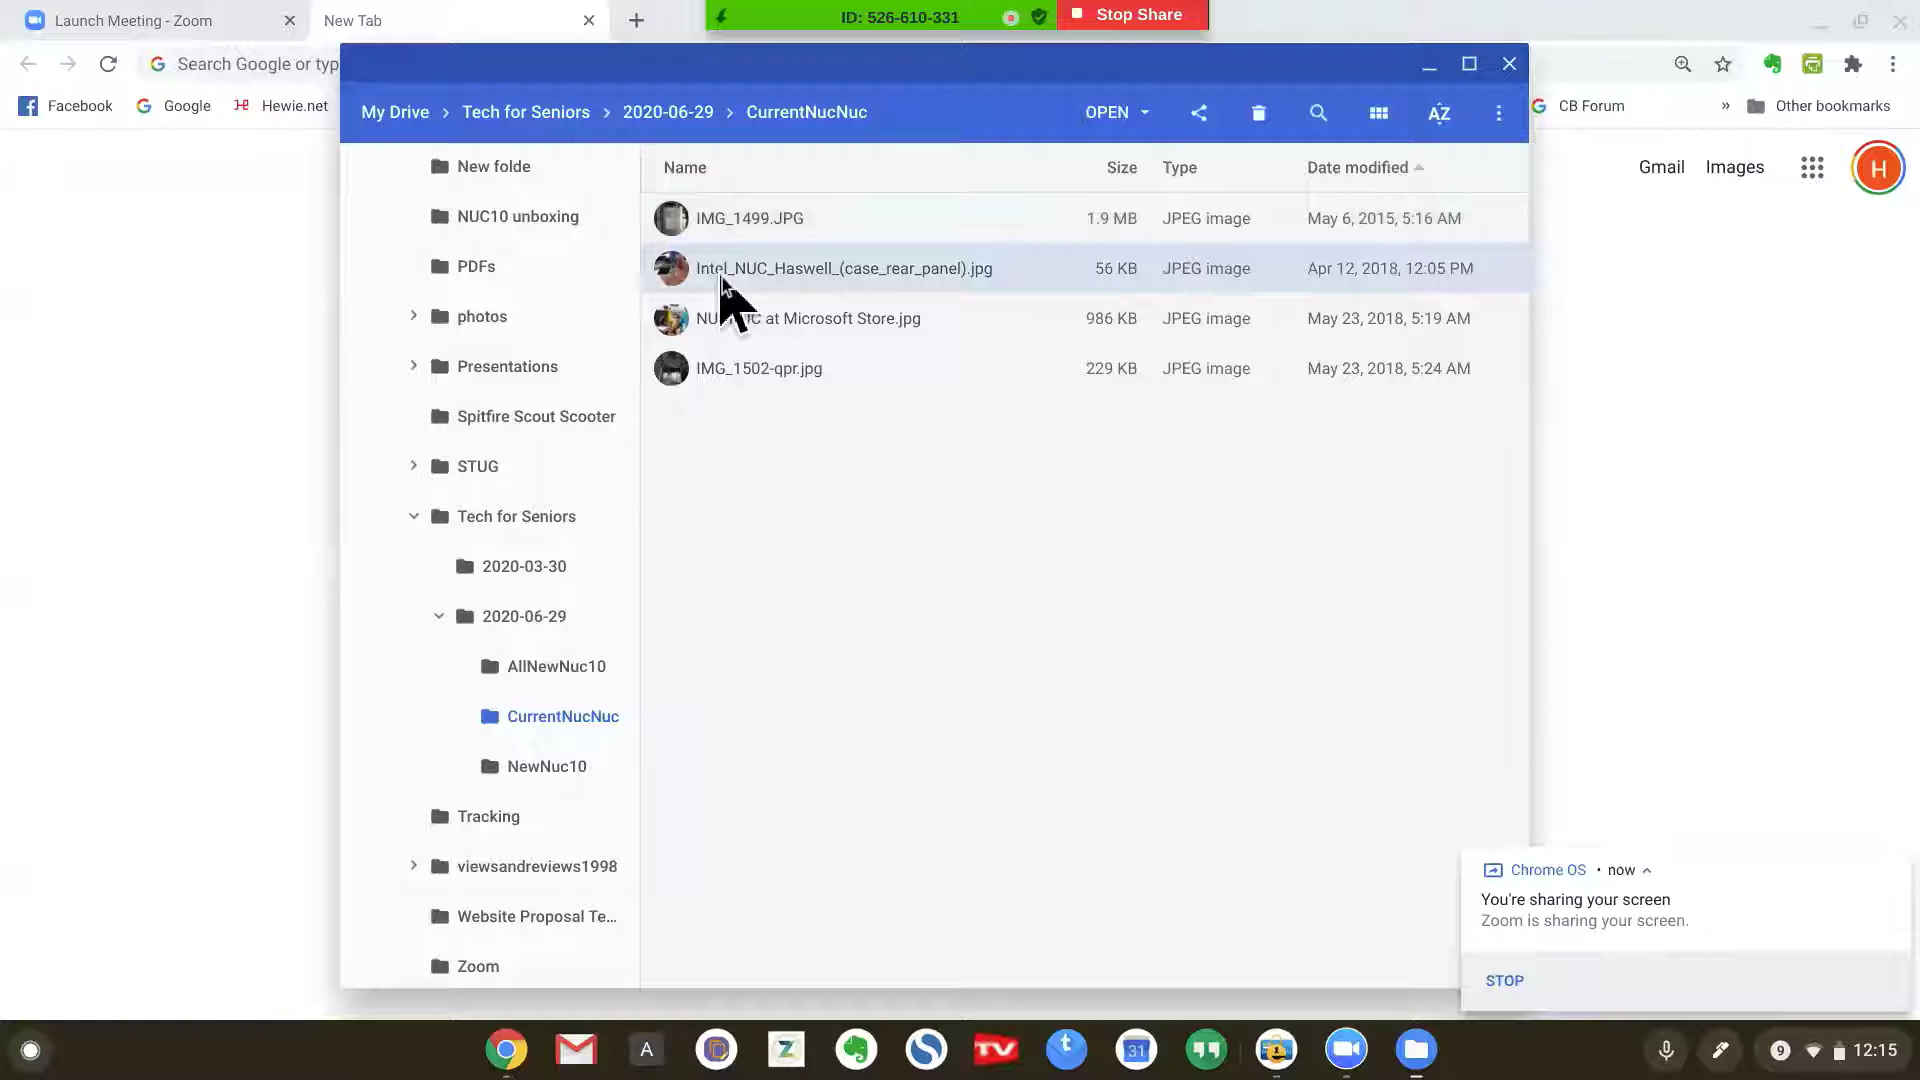 Launch Meeting - Zoom
New Tab
ID: 526-610-331
Stop Share
Search Google or typ
Facebook
Google
Hewie.net
CB Forum
»
Other bookmarks
My Drive > Tech for Seniors > 2020-06-29 > CurrentNucNuc
OPEN
AZ
Gmail
Images
H
Name
Size
Type
Date modified
IMG_1499.JPG 1.9 MB JPEG image May 6, 2015, 5:16 AM
Intel_NUC_Haswell_(case_rear_panel).jpg 56 KB JPEG image Apr 12, 2018, 12:05 PM
at Microsoft Store.jpg 986 KB JPEG image May 23, 2018, 5:19 AM
IMG_1502-qpr.jpg 229 KB JPEG image May 23, 2018, 5:24 AM
New folde
NUC10 unboxing
PDFs
photos
Presentations
Spitfire Scout Scooter
STUG
Tech for Seniors
2020-03-30
2020-06-29
AllNewNuc10
CurrentNucNuc
NewNuc10
Tracking
viewsandreviews1998
Website Proposal Te...
Zoom
Chrome OS • now
You're sharing your screen
Zoom is sharing your screen.
STOP
A
Z
TV
t
31
9
12:15